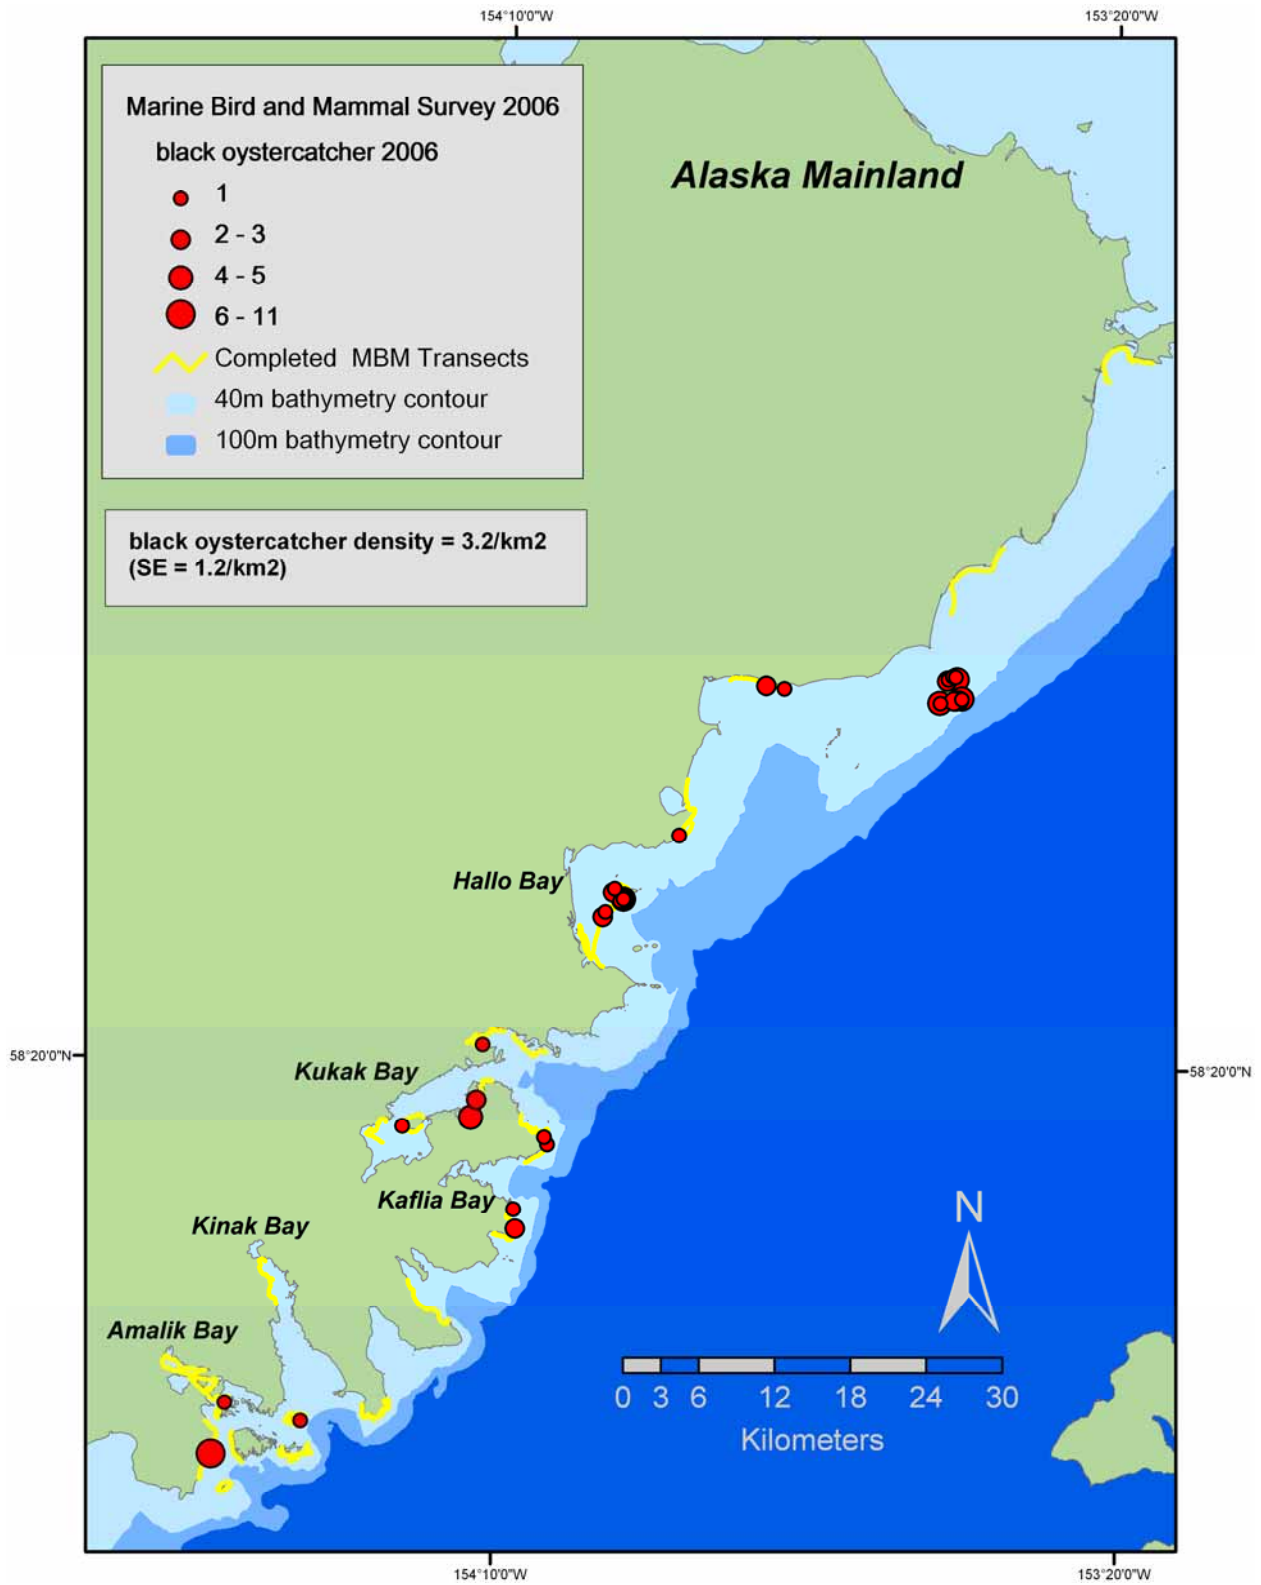 154°10'0"W
153°20'0"W
Marine Bird and Mammal Survey 2006
black oystercatcher 2006
1
2 - 3
4 - 5
6 - 11
Completed MBM Transects
40m bathymetry contour
100m bathymetry contour
Alaska Mainland
black oystercatcher density = 3.2/km2
(SE = 1.2/km2)
Hallo Bay
58°20'0"N
Kukak Bay
58°20'0"N
Kaflia Bay
Kinak Bay
N
Amalik Bay
0 3 6 12 18 24 30
Kilometers
154°10'0"W
153°20'0"W